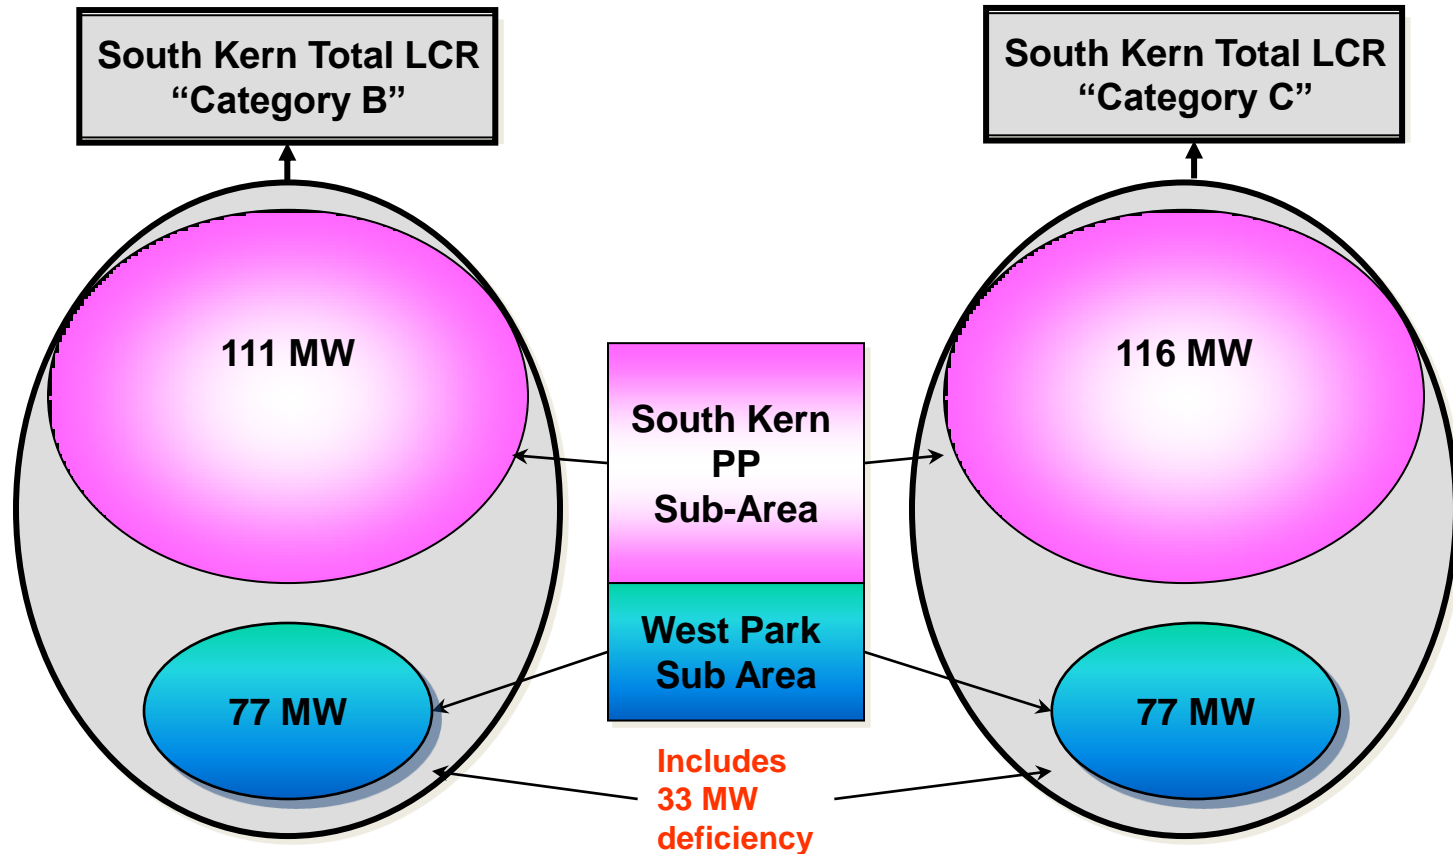 South Kern Total LCR
“Category B”
South Kern Total LCR
“Category C”
111 MW
116 MW
South Kern
PP
Sub-Area
West Park
Sub Area
77 MW
77 MW
Includes
33 MW
deficiency